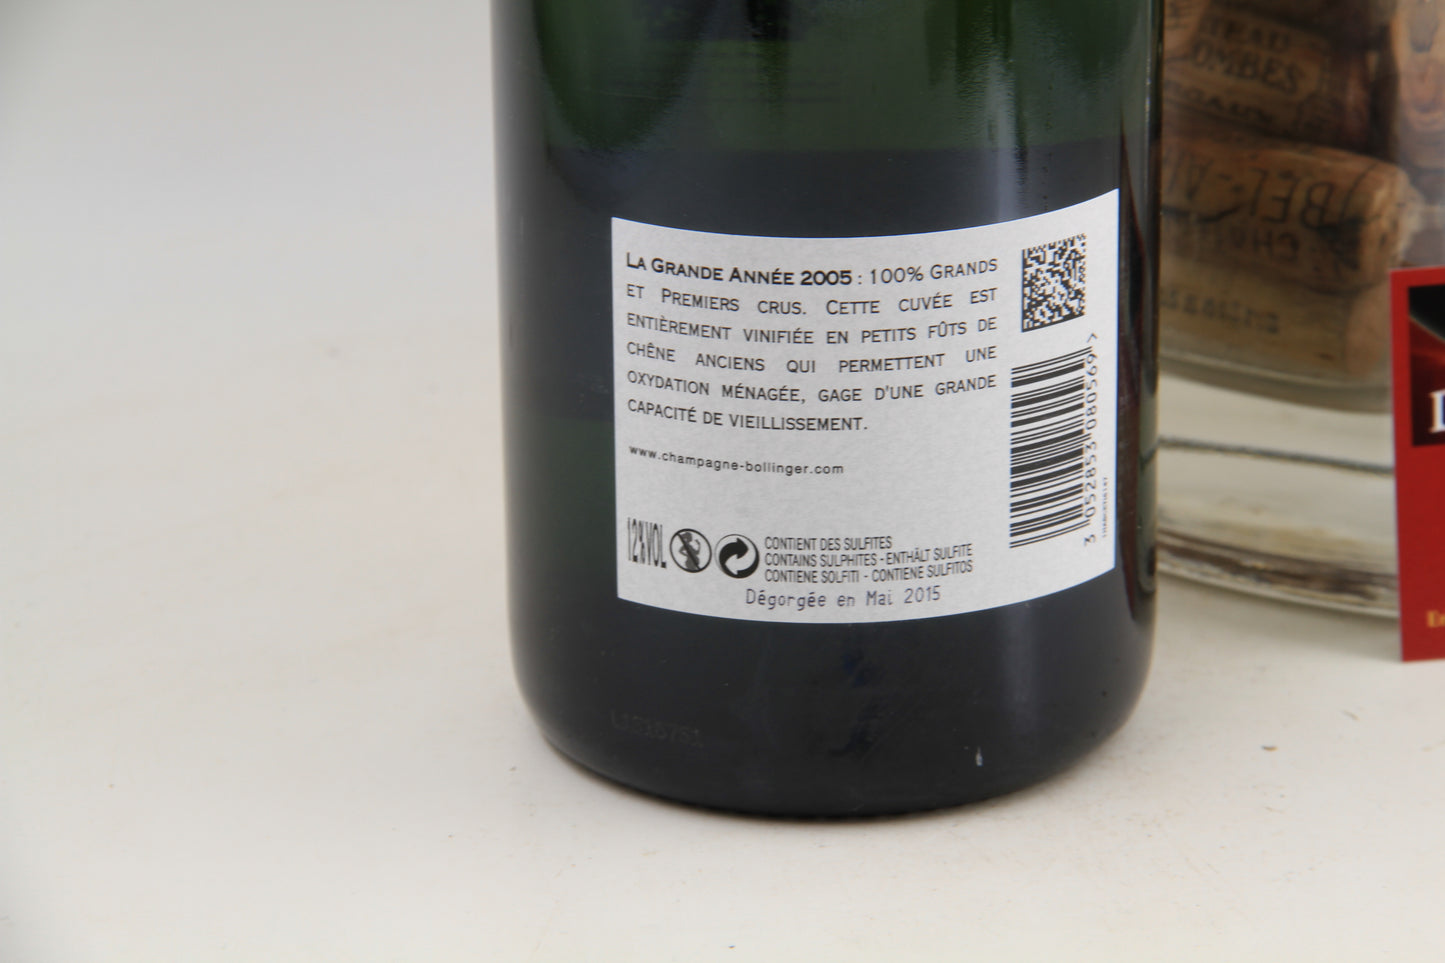 LA GRANDE ANNÉE 2005 : 100% GRANDS
ET PREMIERS CRUS. CETTE CUVÉE EST
ENTIÈREMENT VINIFIÉE EN PETITS FÛTS DE
CHÊNE ANCIENS QUI PERMETTENT UNE
OXYDATION MÉNAGÉE, GAGE D'UNE GRANDE
CAPACITÉ DE VIEILLISSEMENT.
www.champagne-bollinger.com
12%VOL
CONTIENT DES SULFITES
CONTAINS SULPHITES - ENTHÄLT SULFITE
CONTIENE SOLFITI - CONTIENE SULFITOS
Dégorgée en Mai 2015
3 052853 080569 >